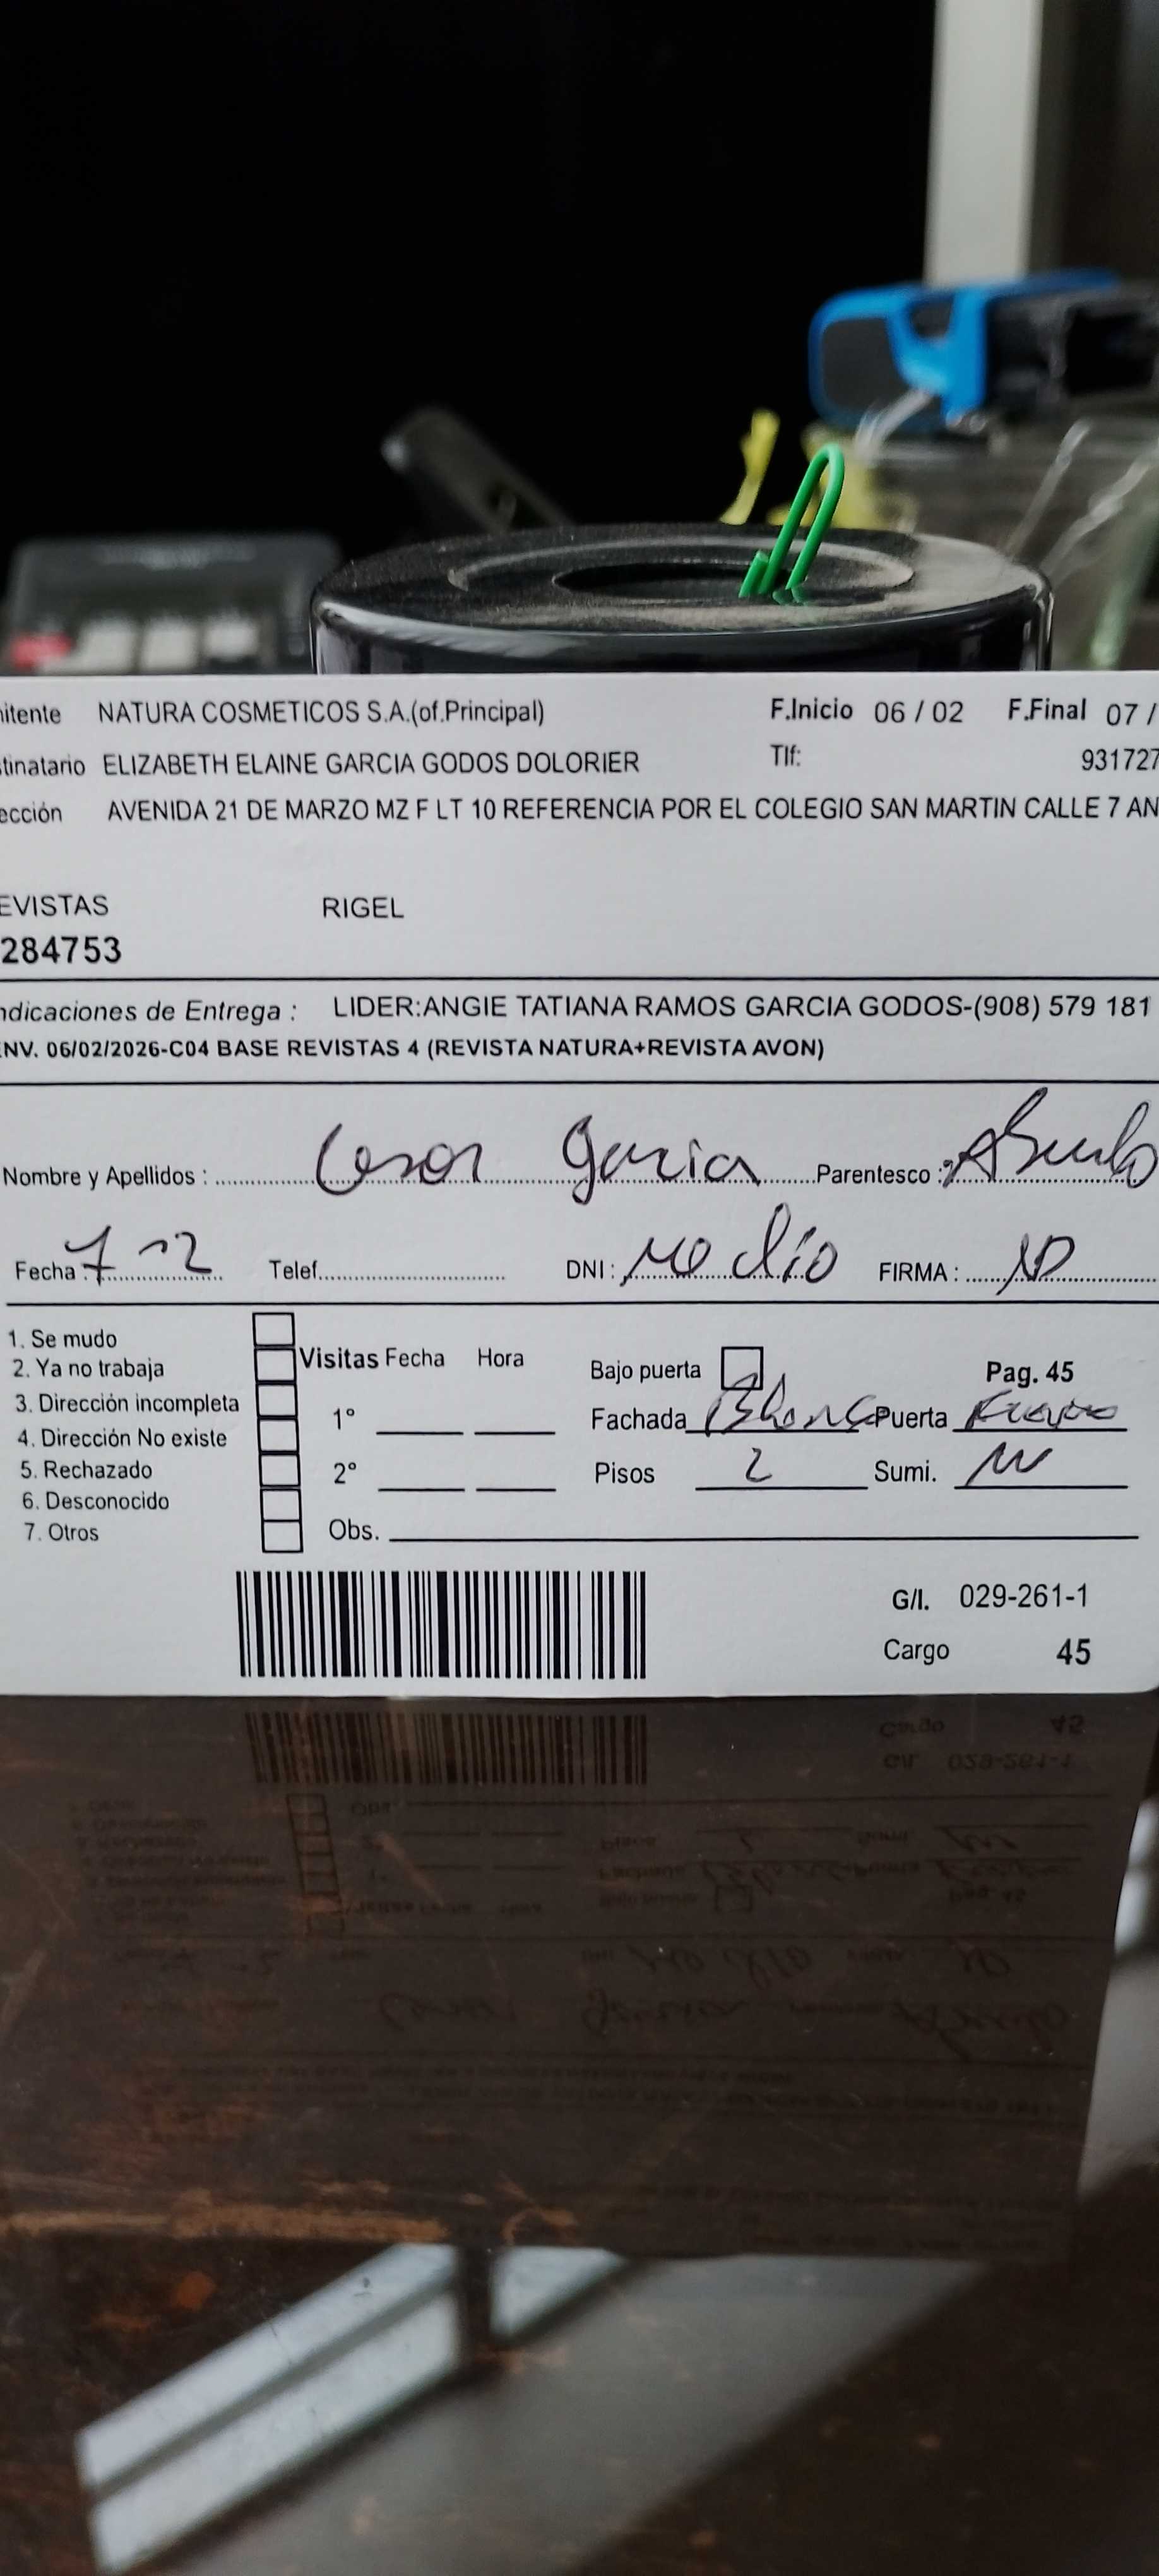 itente NATURA COSMETICOS S.A.(of.Principal) F.Inicio 06 / 02 F.Final 07 /
tinatario ELIZABETH ELAINE GARCIA GODOS DOLORIER Tlf: 931727
ección AVENIDA 21 DE MARZO MZ F LT 10 REFERENCIA POR EL COLEGIO SAN MARTIN CALLE 7 AN
EVISTAS RIGEL
284753
ndicaciones de Entrega : LIDER:ANGIE TATIANA RAMOS GARCIA GODOS-(908) 579 181
NV. 06/02/2026-C04 BASE REVISTAS 4 (REVISTA NATURA+REVISTA AVON)
Nombre y Apellidos : Cesar Garcia Parentesco : Abuelo
Fecha 7 - 2 Telef. DNI : No dio FIRMA :
1. Se mudo
2. Ya no trabaja
3. Dirección incompleta
4. Dirección No existe
5. Rechazado
6. Desconocido
7. Otros
Visitas Fecha Hora
1°
2°
Obs.
Bajo puerta Pag. 45
Fachada Blanca Puerta
Pisos 2 Sumi.
G/I. 029-261-1
Cargo 45